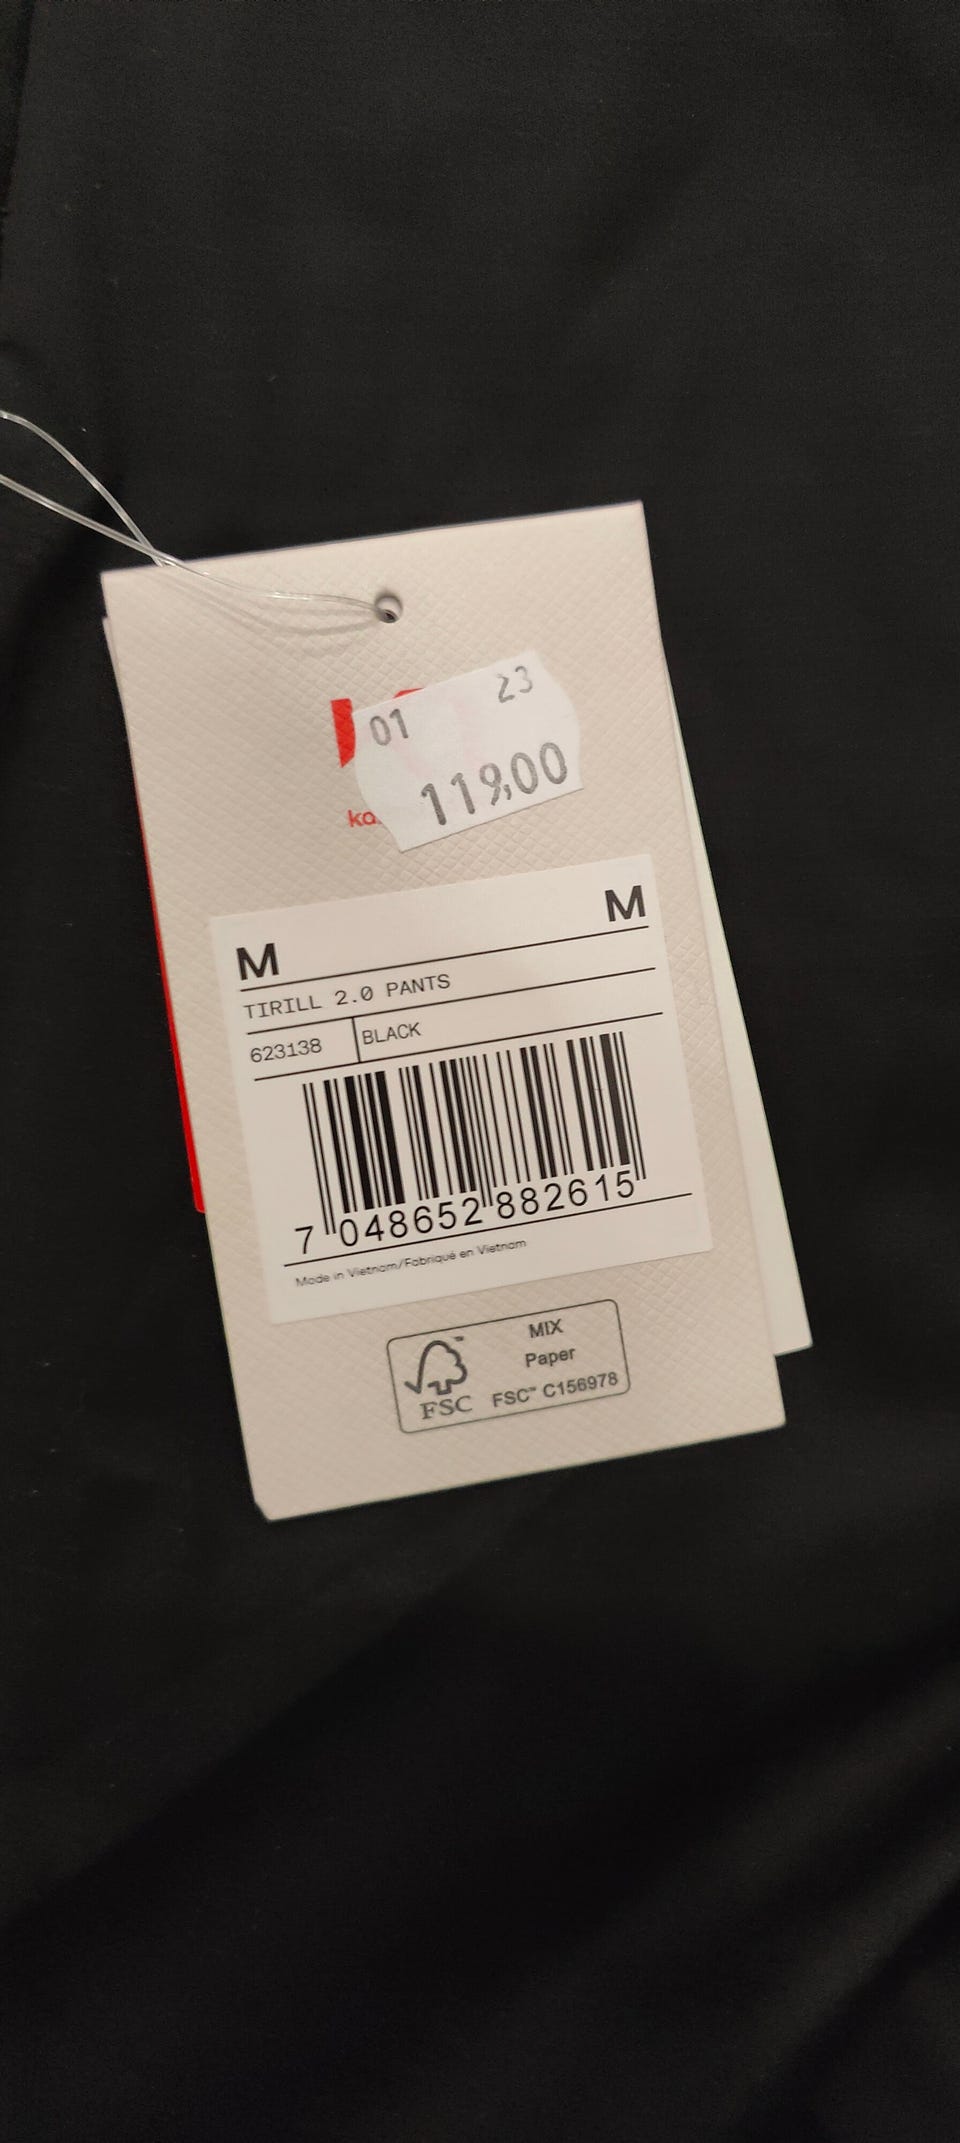 01 23
119,00
M M
TIRILL 2.0 PANTS
623138 BLACK
7 048652 882615
Made in Vietnam/Fabriqué en Vietnam
FSC™
MIX
Paper
FSC™ C156978